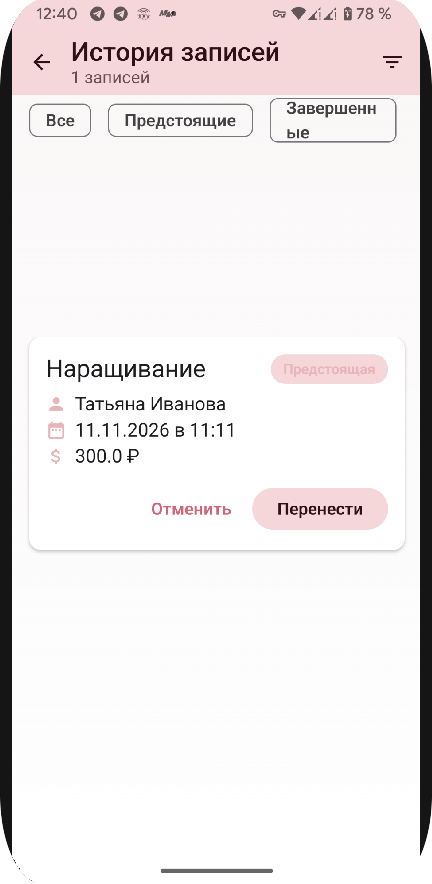 12:40 78 %
История записей
1 записей
Все Предстоящие Завершенн
ые
Наращивание Предстоящая
Татьяна Иванова
11.11.2026 в 11:11
$ 300.0 ₽
Отменить Перенести